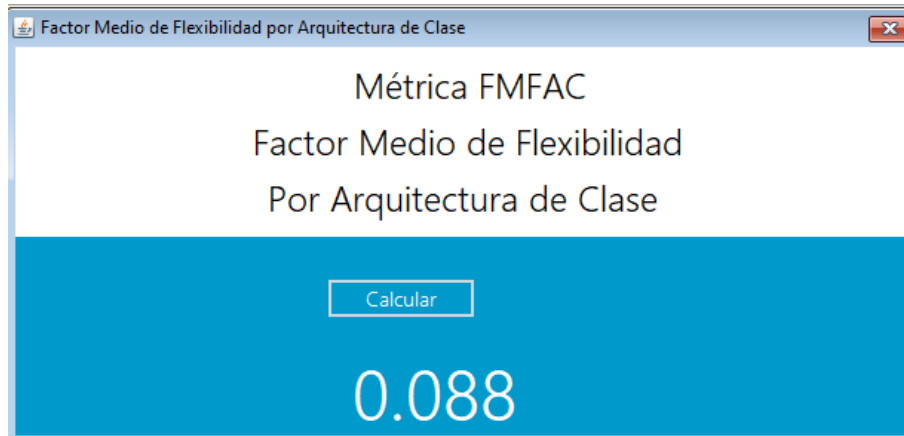 Factor Medio de Flexibilidad por Arquitectura de Clase
Métrica FMFAC
Factor Medio de Flexibilidad
Por Arquitectura de Clase
Calcular
0.088